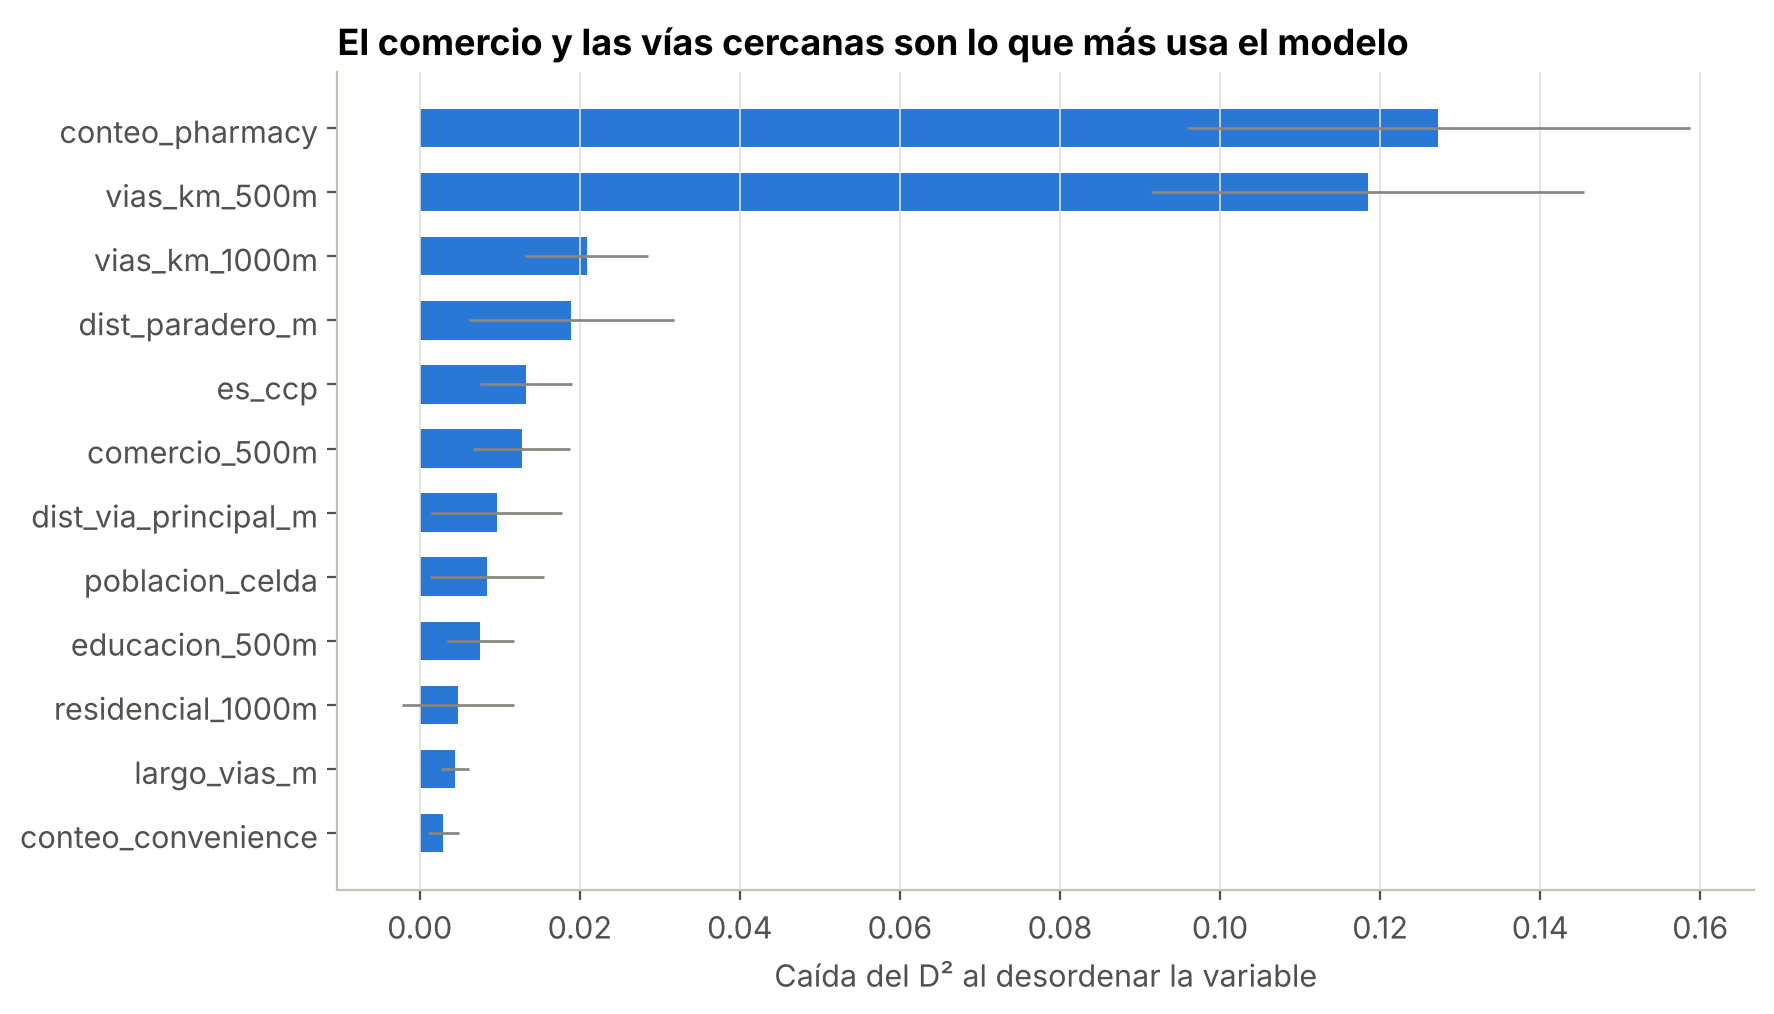 El comercio y las vías cercanas son lo que más usa el modelo
conteo_pharmacy
vias_km_500m
vias_km_1000m
dist_paradero_m
es_ccp
comercio_500m
dist_via_principal_m
poblacion_celda
educacion_500m
residencial_1000m
largo_vias_m
conteo_convenience
0.00 0.02 0.04 0.06 0.08 0.10 0.12 0.14 0.16
Caída del D² al desordenar la variable